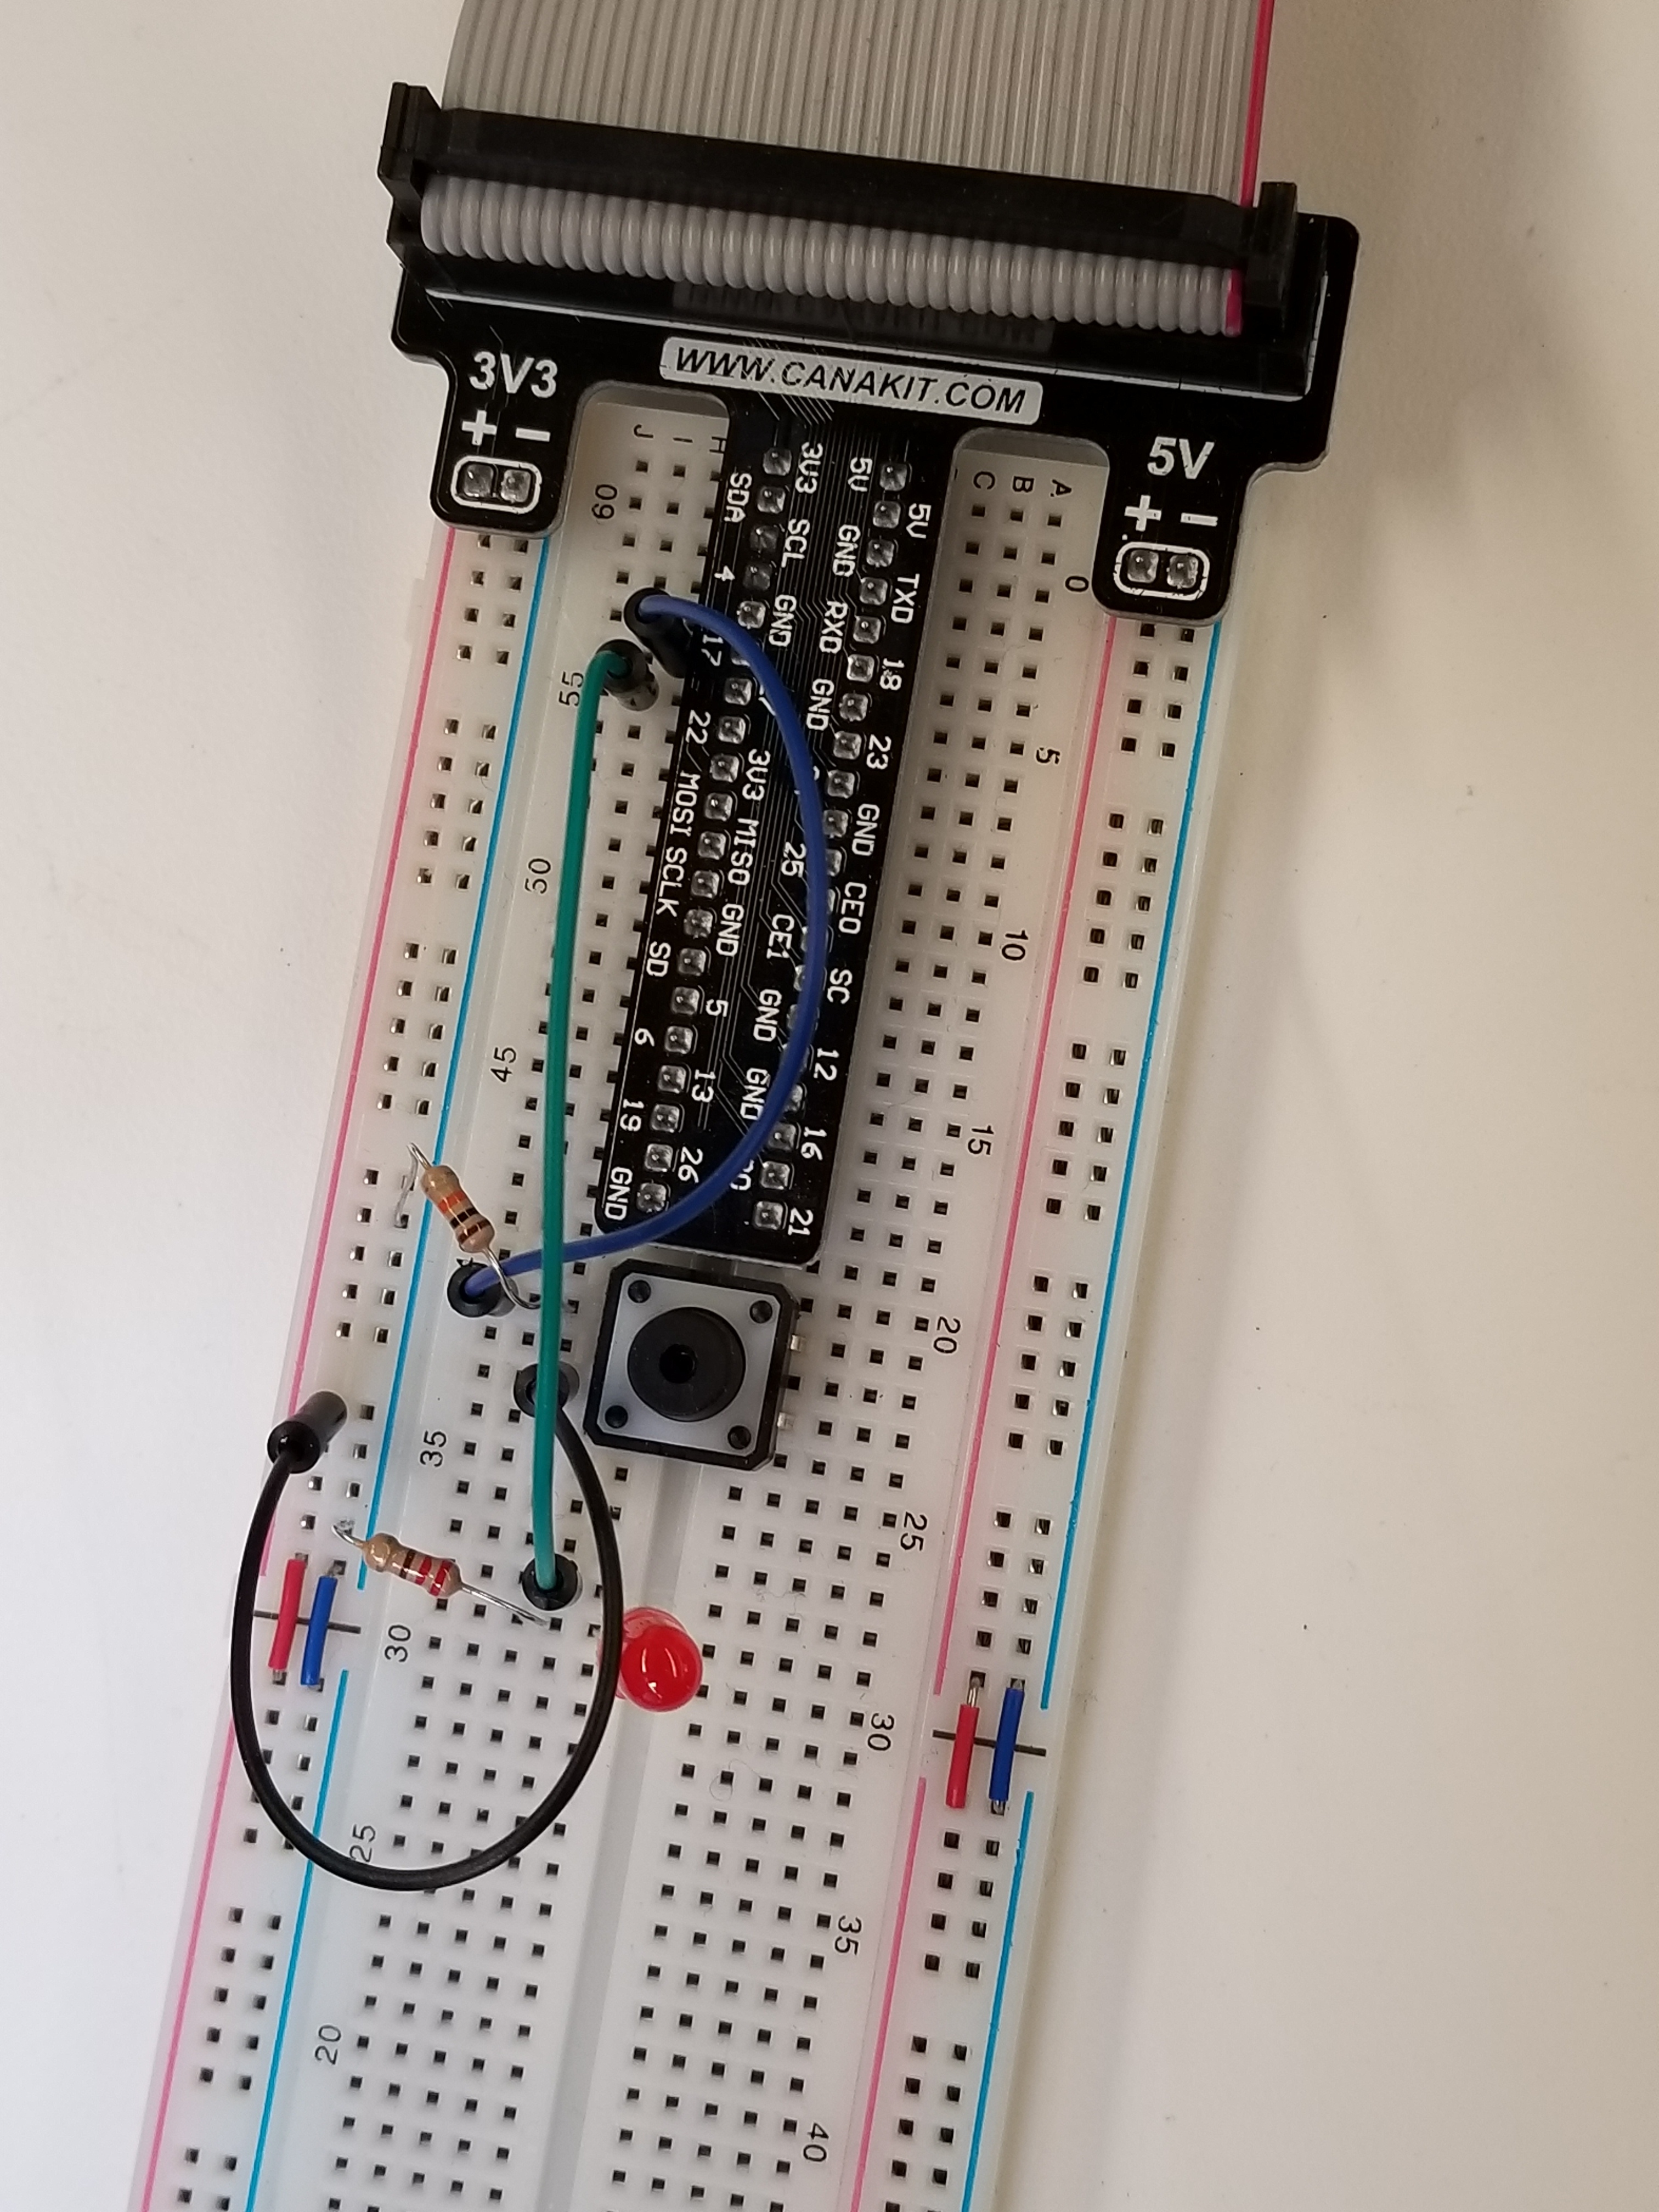 WWW.CANAKIT.COM
3V3
+ −
5V
+ −
J I H
C B A
3V3
SDA
SCL
4
GND
17
22
3V3
MOSI
MISO
SCLK
GND
SD
5
6
13
19
26
GND
5V
5V
GND
TXD
RXD
18
GND
23
GND
25
CE0
CE1
SC
GND
12
GND
16
21
60
55
50
45
35
30
25
20
0
5
10
15
20
25
30
35
40